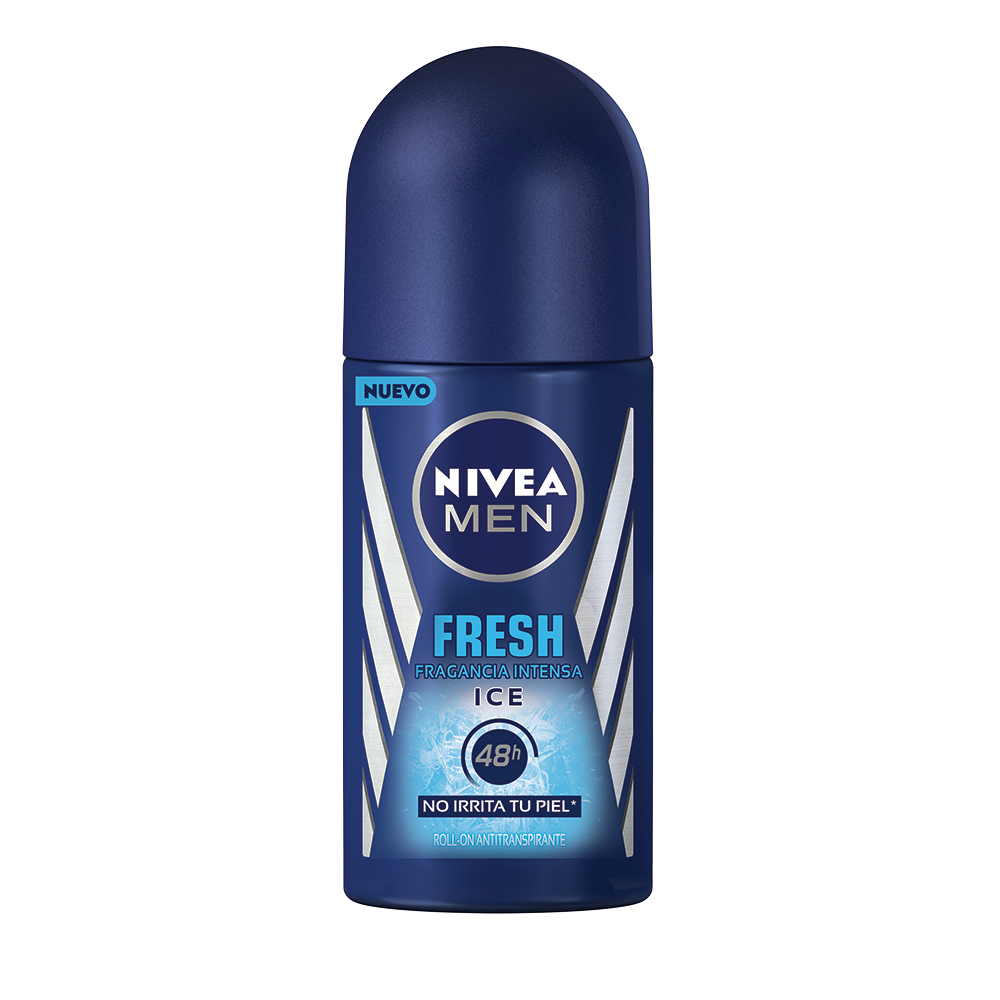 NUEVO
NIVEA
MEN
FRESH
FRAGANCIA INTENSA
ICE
48h
NO IRRITA TU PIEL*
ROLL-ON ANTITRANSPIRANTE